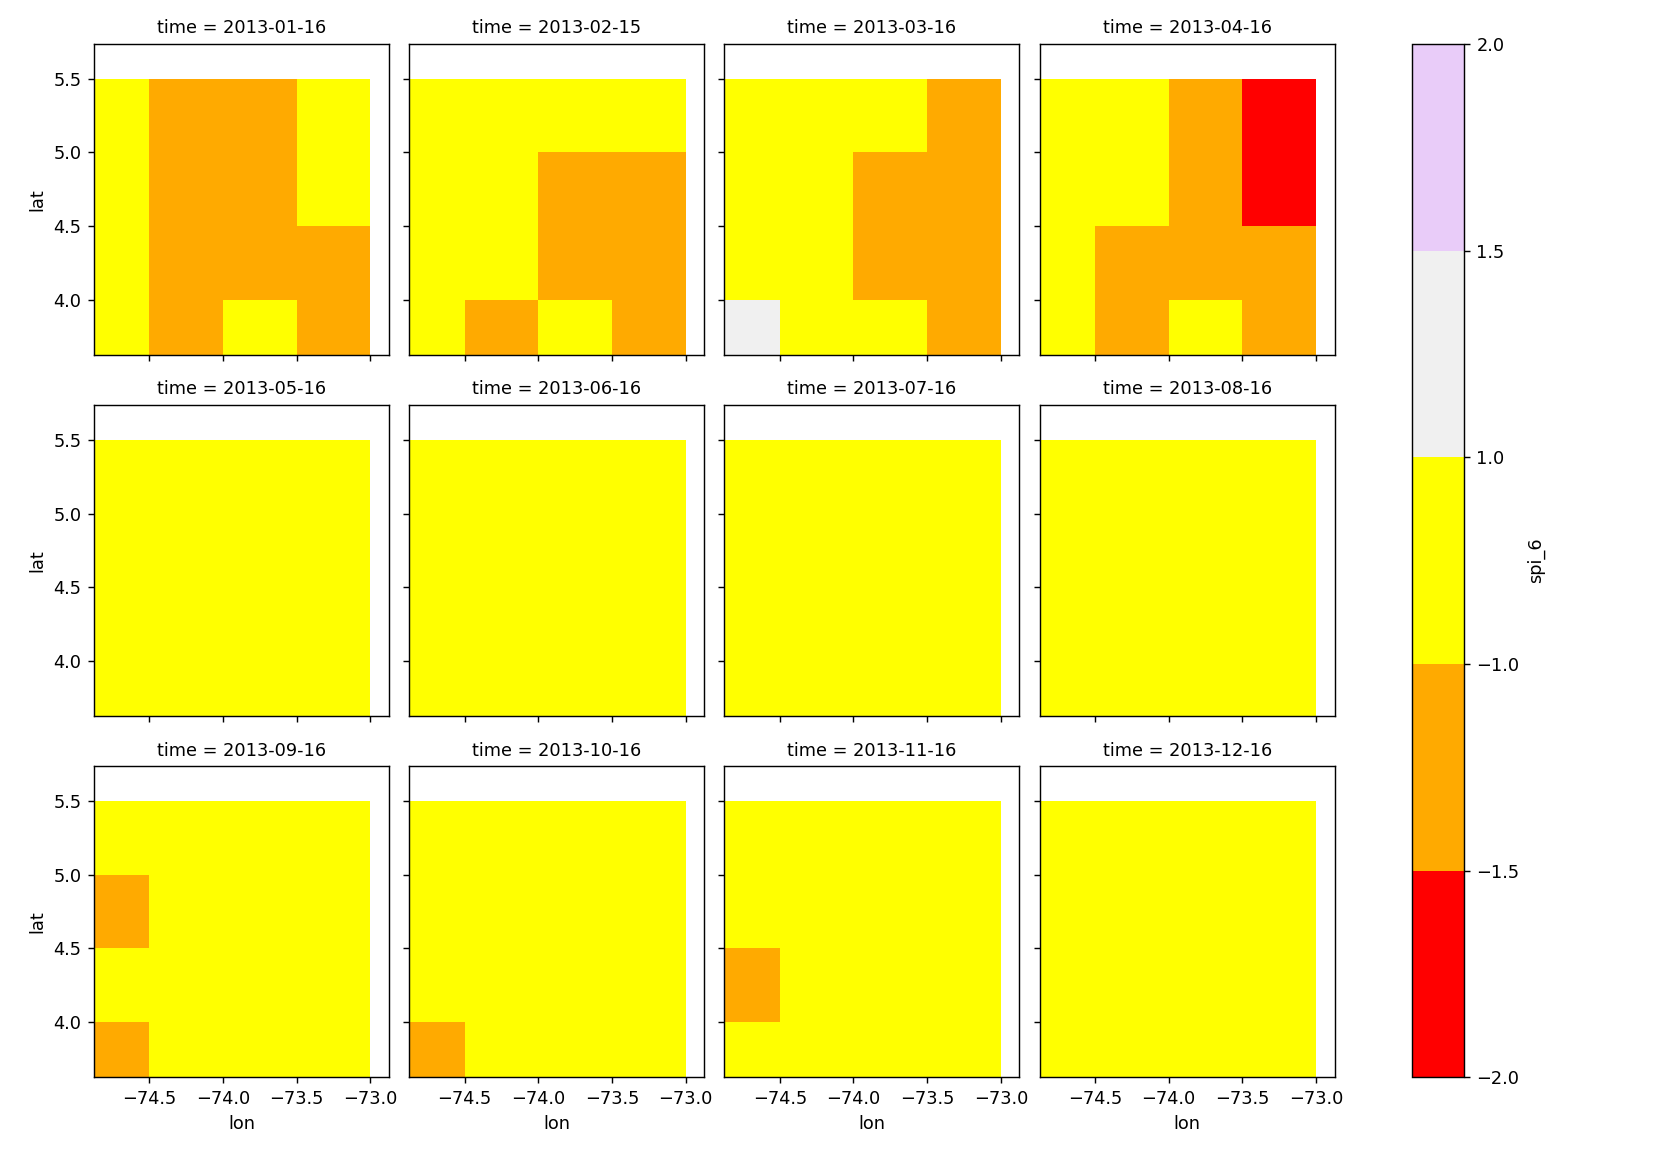 time = 2013-01-16
time = 2013-02-15
time = 2013-03-16
time = 2013-04-16
5.5
5.0
4.5
4.0
lat
time = 2013-05-16
time = 2013-06-16
time = 2013-07-16
time = 2013-08-16
5.5
5.0
4.5
4.0
lat
time = 2013-09-16
time = 2013-10-16
time = 2013-11-16
time = 2013-12-16
5.5
5.0
4.5
4.0
lat
−74.5 −74.0 −73.5 −73.0
lon
−74.5 −74.0 −73.5 −73.0
lon
−74.5 −74.0 −73.5 −73.0
lon
−74.5 −74.0 −73.5 −73.0
lon
2.0
1.5
1.0
−1.0
−1.5
−2.0
spi_6